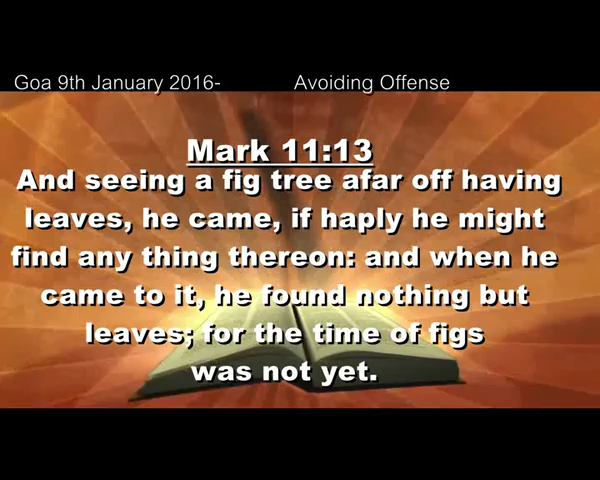 Goa 9th January 2016- Avoiding Offense
Mark 11:13
And seeing a fig tree afar off having
leaves, he came, if haply he might
find any thing thereon: and when he
came to it, he found nothing but
leaves; for the time of figs
was not yet.